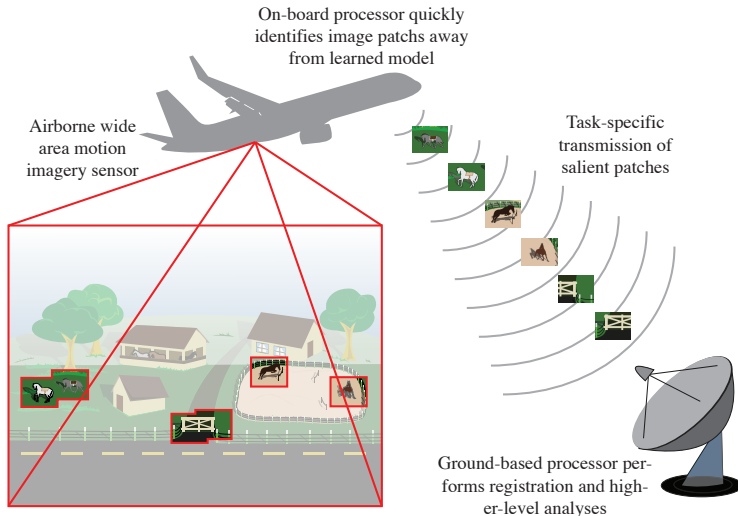 On-board processor quickly
identifies image patchs away
from learned model
Airborne wide
area motion
imagery sensor
Task-specific
transmission of
salient patches
Ground-based processor per-
forms registration and high-
er-level analyses